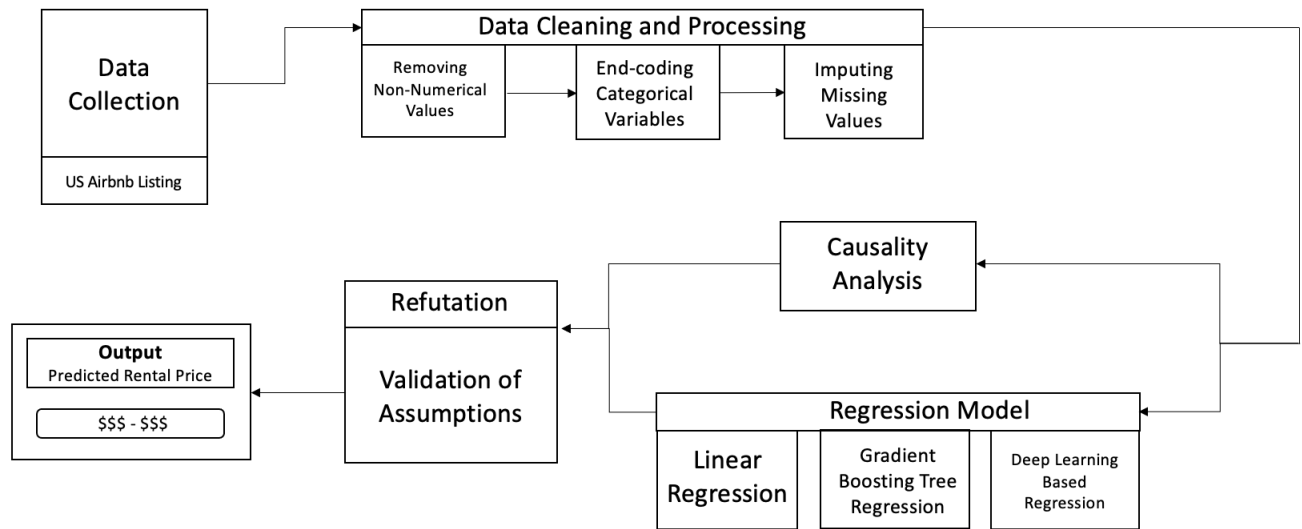 Data
Collection
US Airbnb Listing
Data Cleaning and Processing
Removing
Non-Numerical
Values
End-coding
Categorical
Variables
Imputing
Missing
Values
Causality
Analysis
Regression Model
Linear
Regression
Gradient
Boosting Tree
Regression
Deep Learning
Based
Regression
Refutation
Validation of
Assumptions
Output
Predicted Rental Price
$$$ - $$$